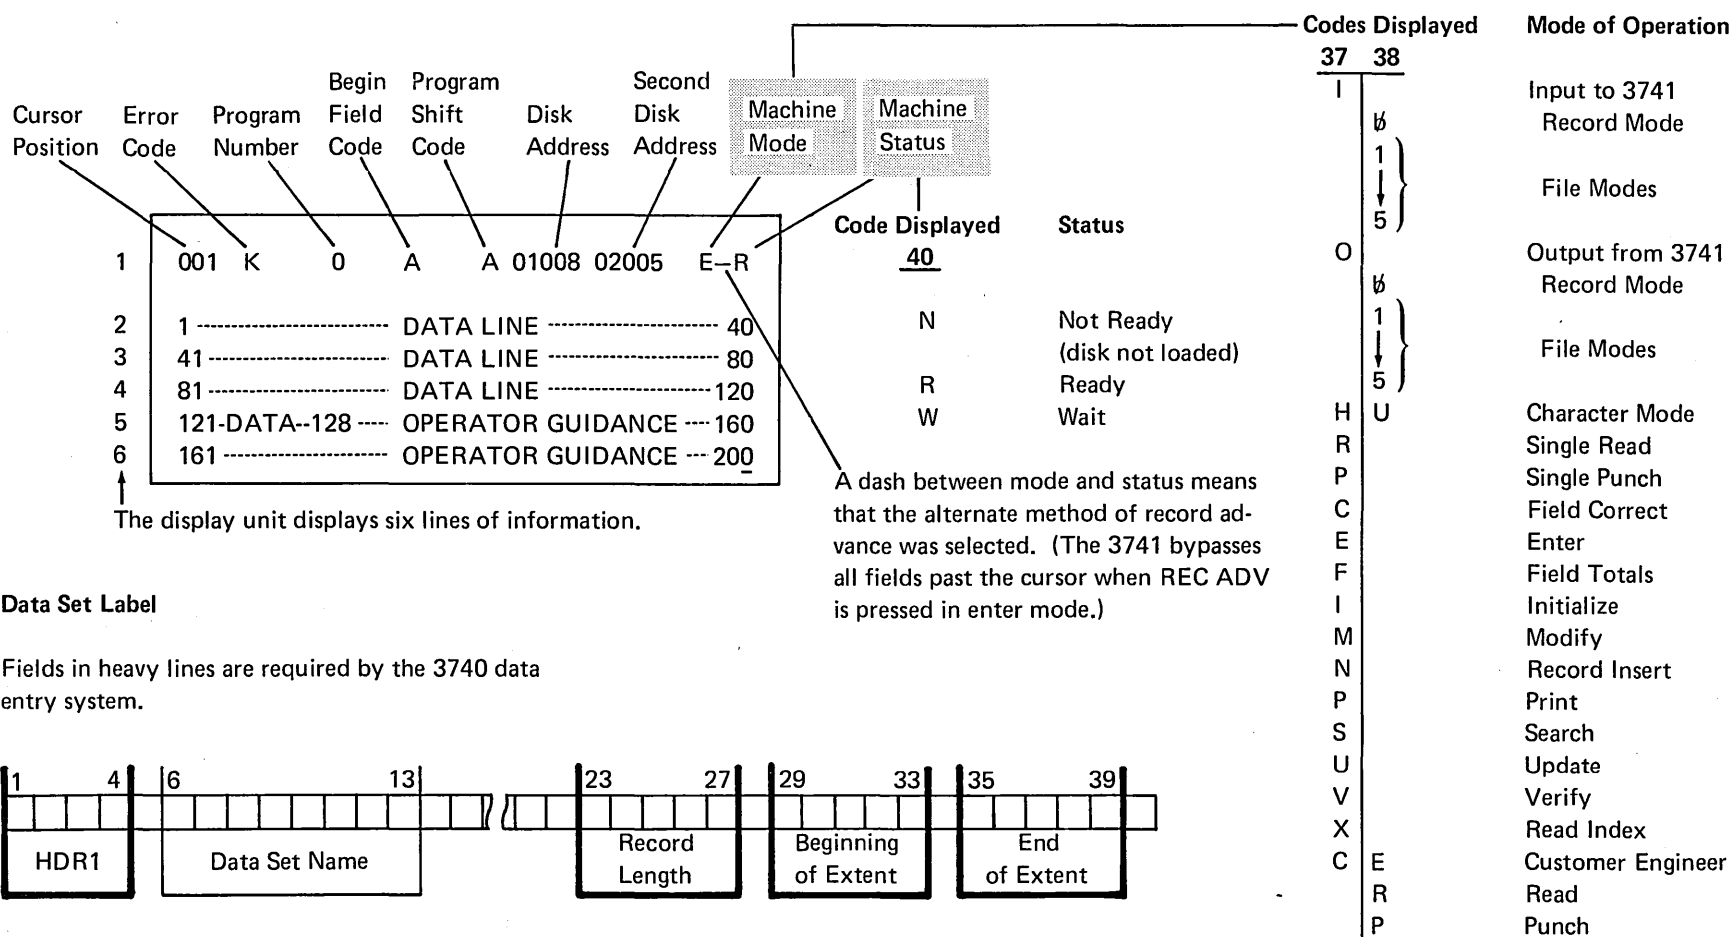 Cursor Position
Error Code
Program Number
Begin Field Code
Program Shift Code
Disk Address
Second Disk Address
Machine Mode
Machine Status
1 001 K 0 A A 01008 02005 E–R
2 1 ---------------------------- DATA LINE ------------------------- 40
3 41 -------------------------- DATA LINE ------------------------- 80
4 81 -------------------------- DATA LINE ------------------------- 120
5 121-DATA--128 ----- OPERATOR GUIDANCE ---- 160
6 161 ------------------------ OPERATOR GUIDANCE --- 200
The display unit displays six lines of information.
Code Displayed Status
40
N Not Ready
(disk not loaded)
R Ready
W Wait
A dash between mode and status means
that the alternate method of record ad-
vance was selected. (The 3741 bypasses
all fields past the cursor when REC ADV
is pressed in enter mode.)
Codes Displayed Mode of Operation
37 38
I Input to 3741
b Record Mode
1
File Modes
5
O Output from 3741
b Record Mode
1
File Modes
5
H U Character Mode
R Single Read
P Single Punch
C Field Correct
E Enter
F Field Totals
I Initialize
M Modify
N Record Insert
P Print
S Search
U Update
V Verify
X Read Index
C E Customer Engineer
R Read
P Punch
Data Set Label
Fields in heavy lines are required by the 3740 data
entry system.
1 4 6 13 23 27 29 33 35 39
HDR1
Data Set Name
Record Length
Beginning of Extent
End of Extent